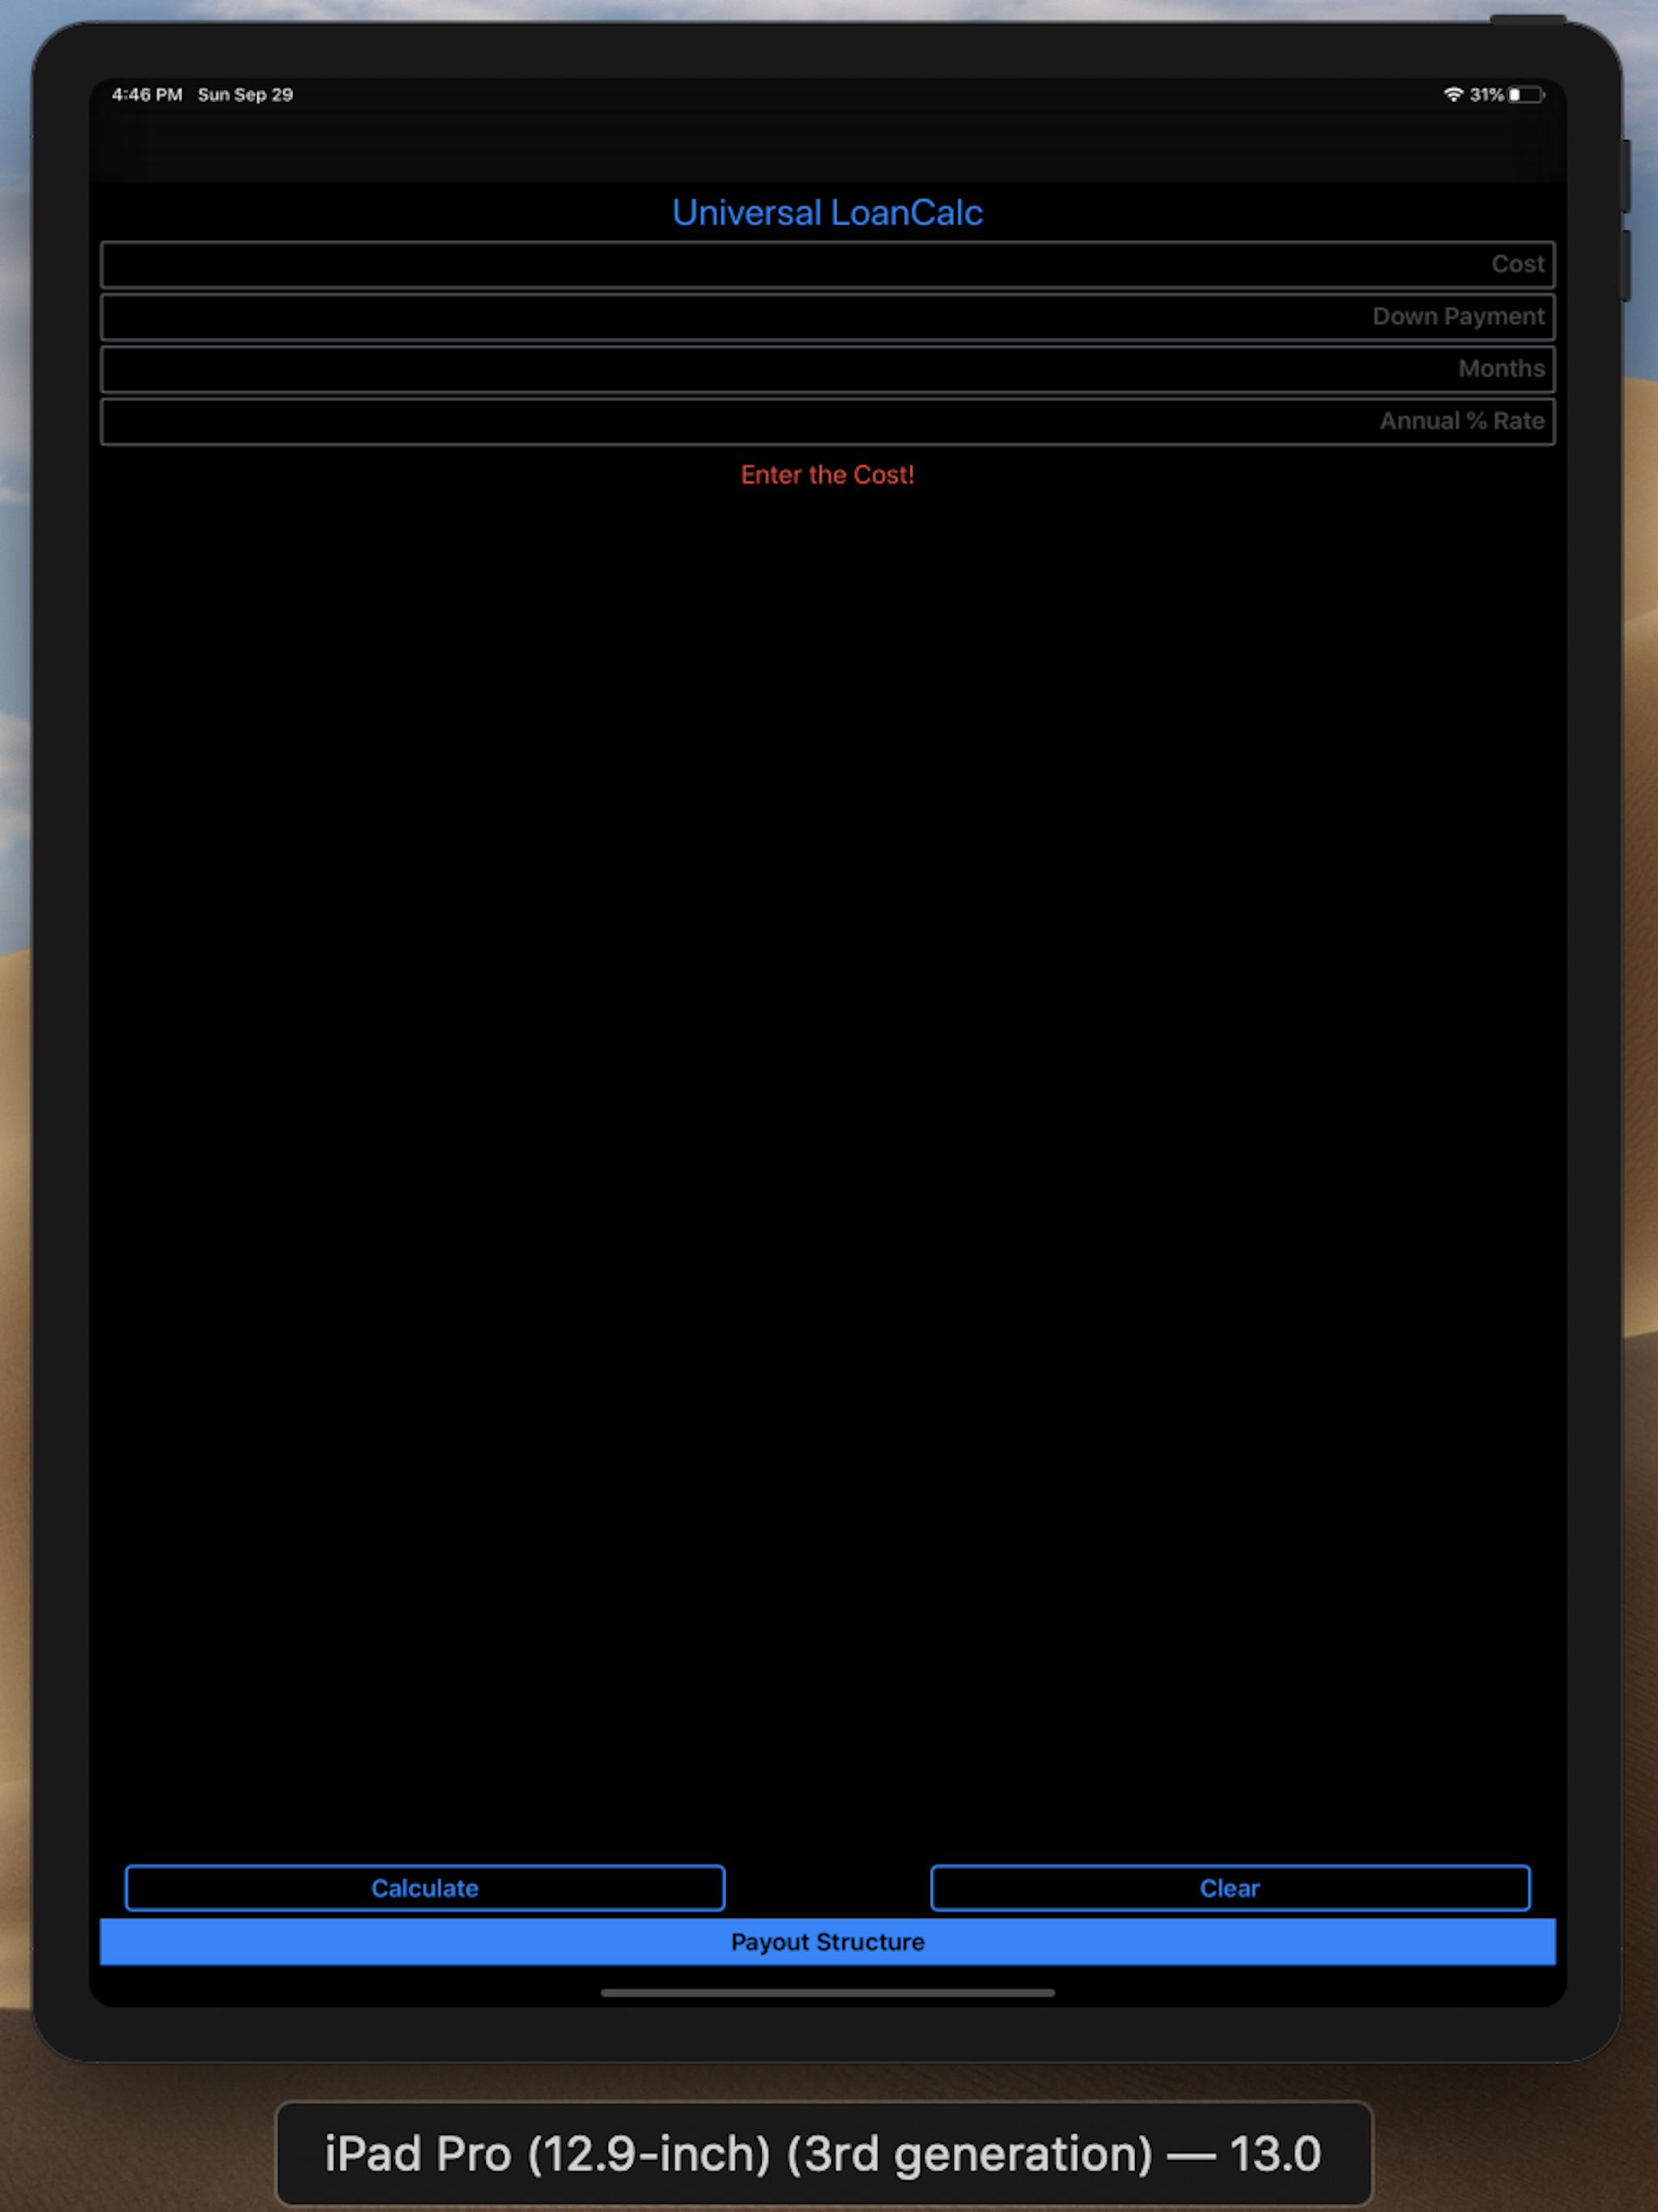 4:46 PM Sun Sep 29
31%
Universal LoanCalc
Cost
Down Payment
Months
Annual % Rate
Enter the Cost!
Calculate
Clear
Payout Structure
iPad Pro (12.9-inch) (3rd generation) — 13.0